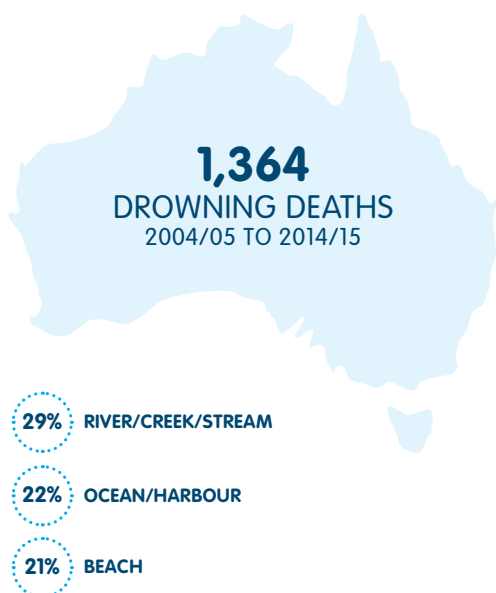 1,364
DROWNING DEATHS
2004/05 TO 2014/15
29% RIVER/CREEK/STREAM
22% OCEAN/HARBOUR
21% BEACH